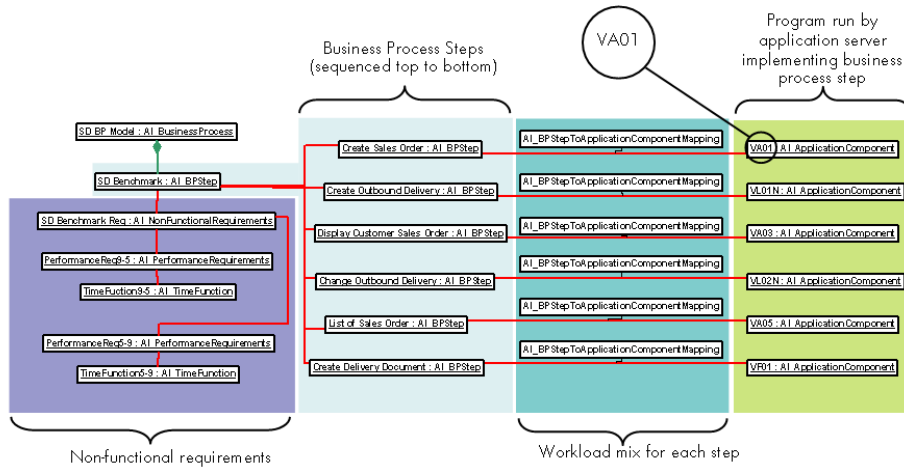 VA01
Program run by
application server
implementing business
process step
Business Process Steps
(sequenced top to bottom)
SD BP Model : AI_BusinessProcess
SD Benchmark : AI_BPStep
SD Benchmark Req : AI_NonFunctionalRequirements
PerformanceReq9-5 : AI_PerformanceRequirements
TimeFuction9-5 : AI_TimeFunction
PerformanceReq5-9 : AI_PerformanceRequirements
TimeFunction5-9 : AI_TimeFunction
Create Sales Order : AI_BPStep
AI_BPStepToApplicationComponentMapping
VA01 : AI_ApplicationComponent
Create Outbound Delivery : AI_BPStep
AI_BPStepToApplicationComponentMapping
VL01N : AI_ApplicationComponent
Display Customer Sales Order : AI_BPStep
AI_BPStepToApplicationComponentMapping
VA03 : AI_ApplicationComponent
Change Outbound Delivery : AI_BPStep
AI_BPStepToApplicationComponentMapping
VL02N : AI_ApplicationComponent
List of Sales Order : AI_BPStep
AI_BPStepToApplicationComponentMapping
VA05 : AI_ApplicationComponent
Create Delivery Document : AI_BPStep
AI_BPStepToApplicationComponentMapping
VF01 : AI_ApplicationComponent
Non-functional requirements
Workload mix for each step